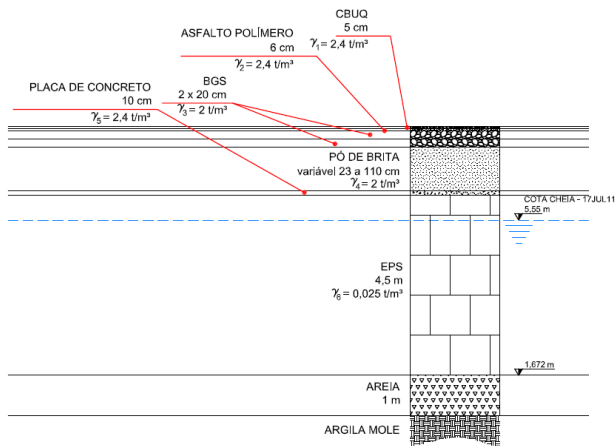 CBUQ
5 cm
γ₁= 2,4 t/m³
ASFALTO POLÍMERO
6 cm
γ₂= 2,4 t/m³
BGS
2 x 20 cm
γ₃= 2 t/m³
PLACA DE CONCRETO
10 cm
γ₅= 2,4 t/m³
PÓ DE BRITA
variável 23 a 110 cm
γ₄= 2 t/m³
COTA CHEIA - 17JUL11
5,55 m
EPS
4,5 m
γ₆= 0,025 t/m³
1,672 m
AREIA
1 m
ARGILA MOLE